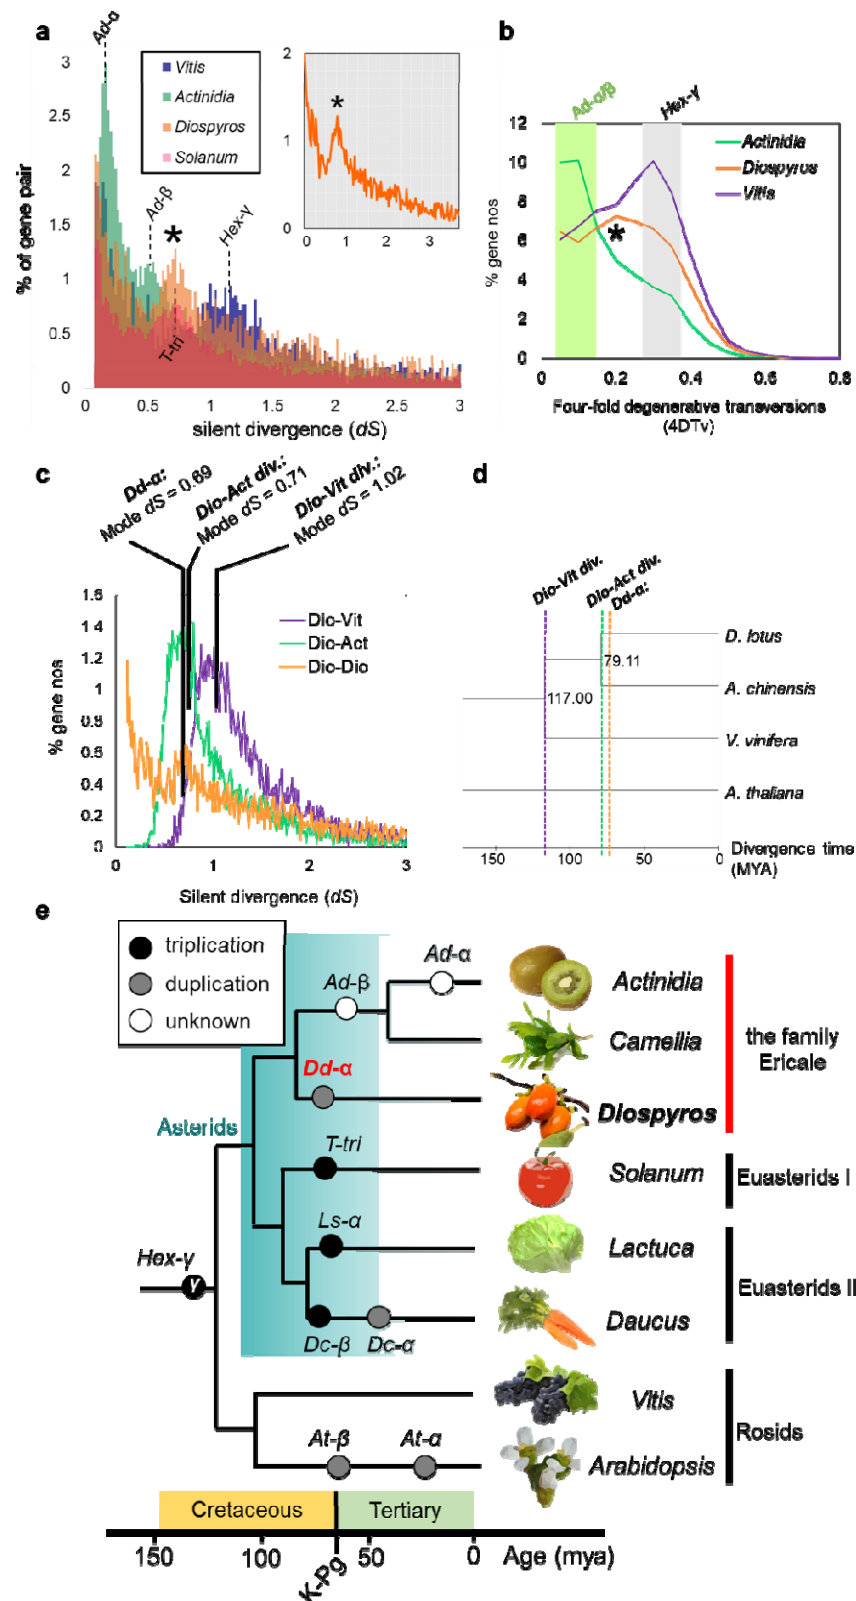 a
Ad-α
3
2.5
2
1.5
1
0.5
0
% of gene pair
Vitis
Actinidia
Diospyros
Solanum
Ad-β
*
Hex-γ
T-tri
0 0.5 1 1.5 2 2.5 3
silent divergence (dS)
2
1
0
*
0 1 2 3
b
Ad-α/β
Hex-γ
12
10
8
6
4
2
0
% gene nos
Actinidia
Diospyros
Vitis
*
0 0.2 0.4 0.6 0.8
Four-fold degenerative transversions
(4DTv)
c
Dd-α:
Mode dS = 0.69
Dio-Act div.:
Mode dS = 0.71
Dio-Vit div.:
Mode dS = 1.02
1.6
1.4
1.2
1
0.8
0.6
0.4
0.2
0
% gene nos
Dio-Vit
Dio-Act
Dio-Dio
0 1 2 3
Silent divergence (dS)
d
Dio-Vit div.
Dio-Act div.
Dd-α:
D. lotus
79.11
A. chinensis
117.00
V. vinifera
A. thaliana
150 100 50 0
Divergence time
(MYA)
e
triplication
duplication
unknown
Ad-α
Ad-β
Actinidia
Camellia
the family
Ericale
Dd-α
Diospyros
Asterids
T-tri
Solanum
Euasterids I
Ls-α
Lactuca
Euasterids II
Hex-γ
γ
Dc-β
Dc-α
Daucus
Vitis
Rosids
At-β
At-α
Arabidopsis
Cretaceous
Tertiary
150 100 50 0 Age (mya)
K-Pg